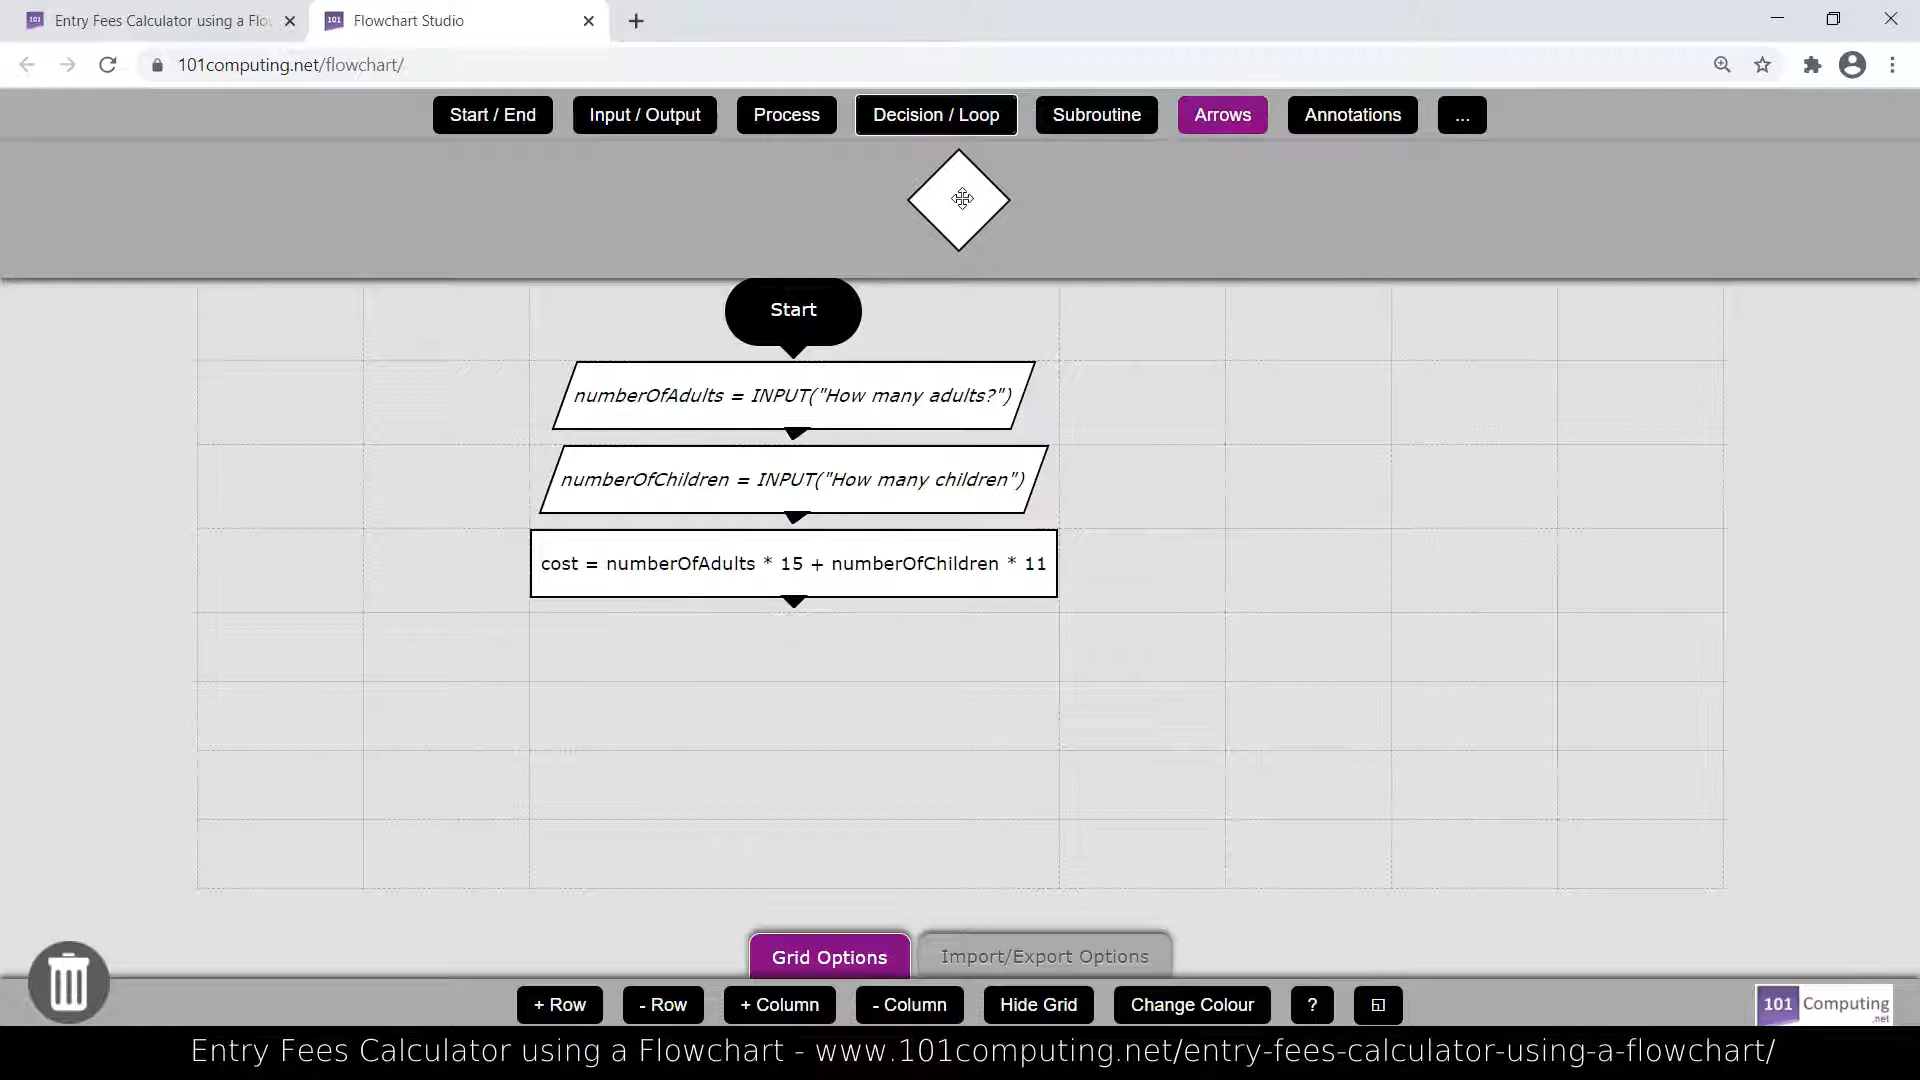 Entry Fees Calculator using a Flo
Flowchart Studio
101computing.net/flowchart/
Start / End
Input / Output
Process
Decision / Loop
Subroutine
Arrows
Annotations
...
Start
numberOfAdults = INPUT("How many adults?")
numberOfChildren = INPUT("How many children")
cost = numberOfAdults * 15 + numberOfChildren * 11
Grid Options
Import/Export Options
+ Row
- Row
+ Column
- Column
Hide Grid
Change Colour
?
101 Computing
.net
Entry Fees Calculator using a Flowchart - www.101computing.net/entry-fees-calculator-using-a-flowchart/